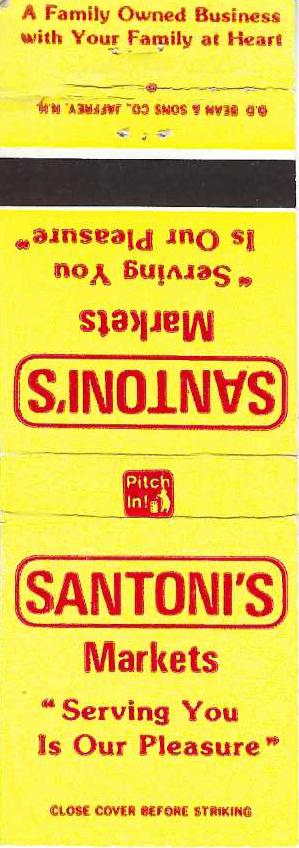 A Family Owned Business
with Your Family at Heart
D.D. BEAN & SONS CO., JAFFREY, N.H.
SANTONI'S
Markets
"Serving You
Is Our Pleasure"
Pitch
In!
SANTONI'S
Markets
"Serving You
Is Our Pleasure"
CLOSE COVER BEFORE STRIKING